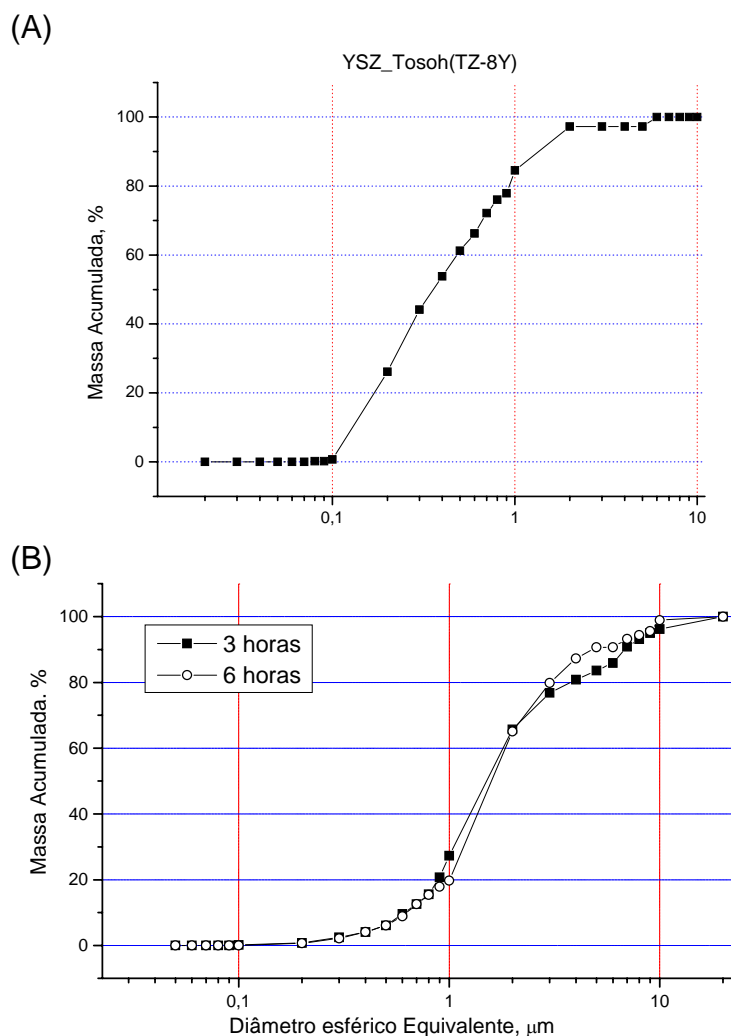 (A)
YSZ_Tosoh(TZ-8Y)
100
80
60
40
20
0
Massa Acumulada, %
0,1
1
10
(B)
100
80
60
40
20
0
Massa Acumulada. %
3 horas
6 horas
0,1
1
10
Diâmetro esférico Equivalente, μm